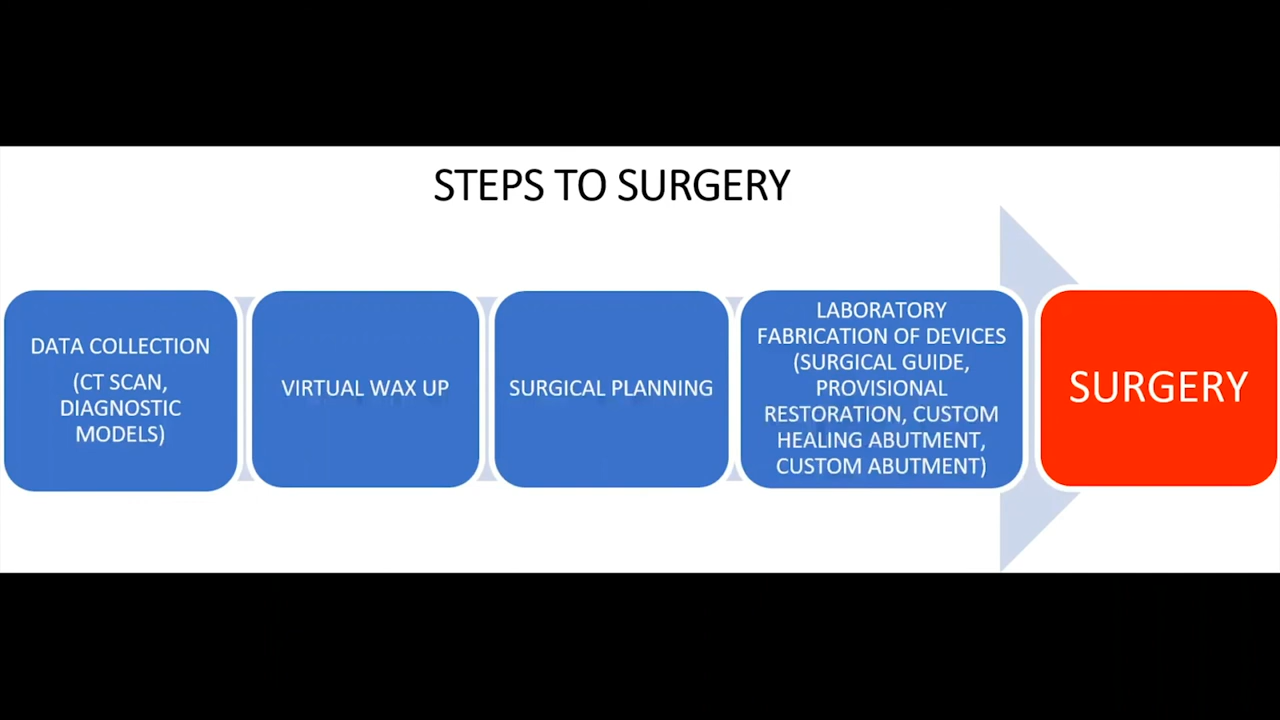 STEPS TO SURGERY
DATA COLLECTION
(CT SCAN,
DIAGNOSTIC
MODELS)
VIRTUAL WAX UP
SURGICAL PLANNING
LABORATORY
FABRICATION OF DEVICES
(SURGICAL GUIDE,
PROVISIONAL
RESTORATION, CUSTOM
HEALING ABUTMENT,
CUSTOM ABUTMENT)
SURGERY